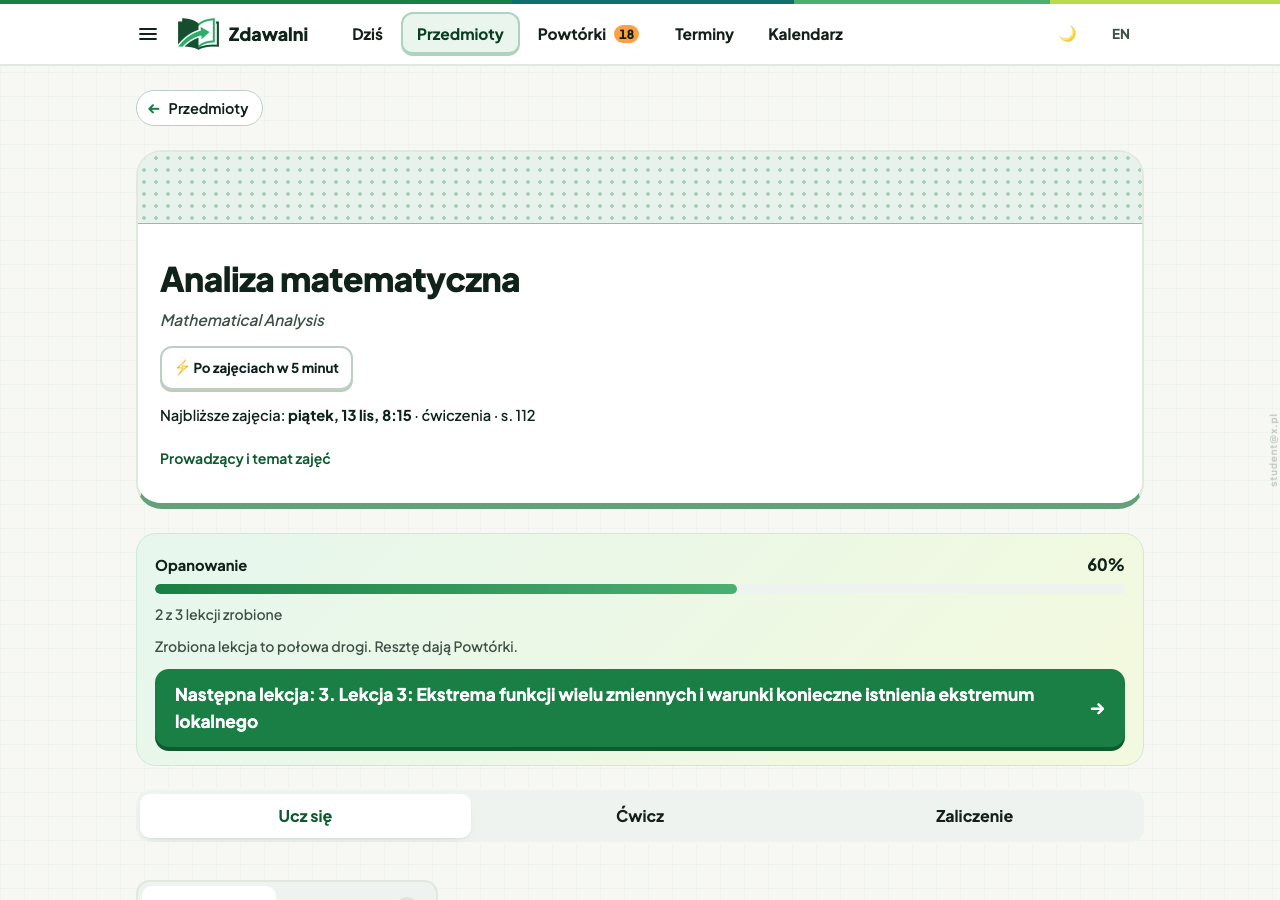 Zdawalni
Dziś
Przedmioty
Powtórki 18
Terminy
Kalendarz
EN
← Przedmioty
Analiza matematyczna
Mathematical Analysis
⚡ Po zajęciach w 5 minut
Najbliższe zajęcia: piątek, 13 lis, 8:15 · ćwiczenia · s. 112
Prowadzący i temat zajęć
student@x.pl
Opanowanie
60%
2 z 3 lekcji zrobione
Zrobiona lekcja to połowa drogi. Resztę dają Powtórki.
Następna lekcja: 3. Lekcja 3: Ekstrema funkcji wielu zmiennych i warunki konieczne istnienia ekstremum
lokalnego →
Ucz się
Ćwicz
Zaliczenie